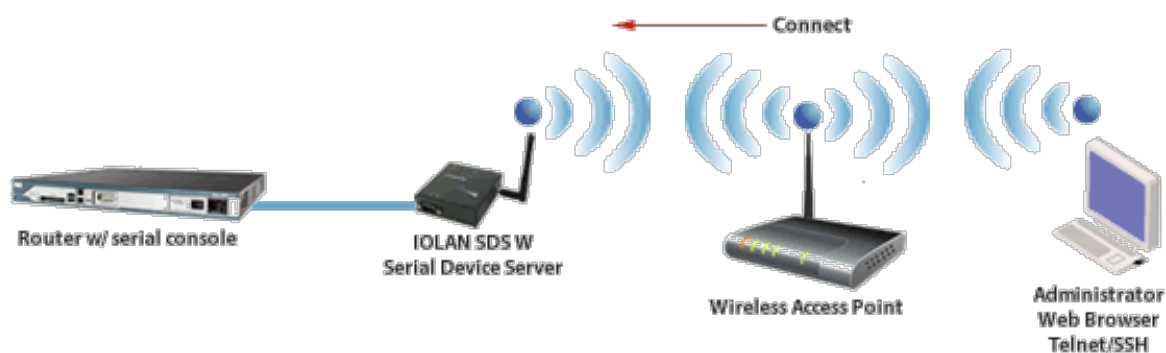 Connect
Router w/ serial console
IOLAN SDS W
Serial Device Server
Wireless Access Point
Administrator
Web Browser
Telnet/SSH